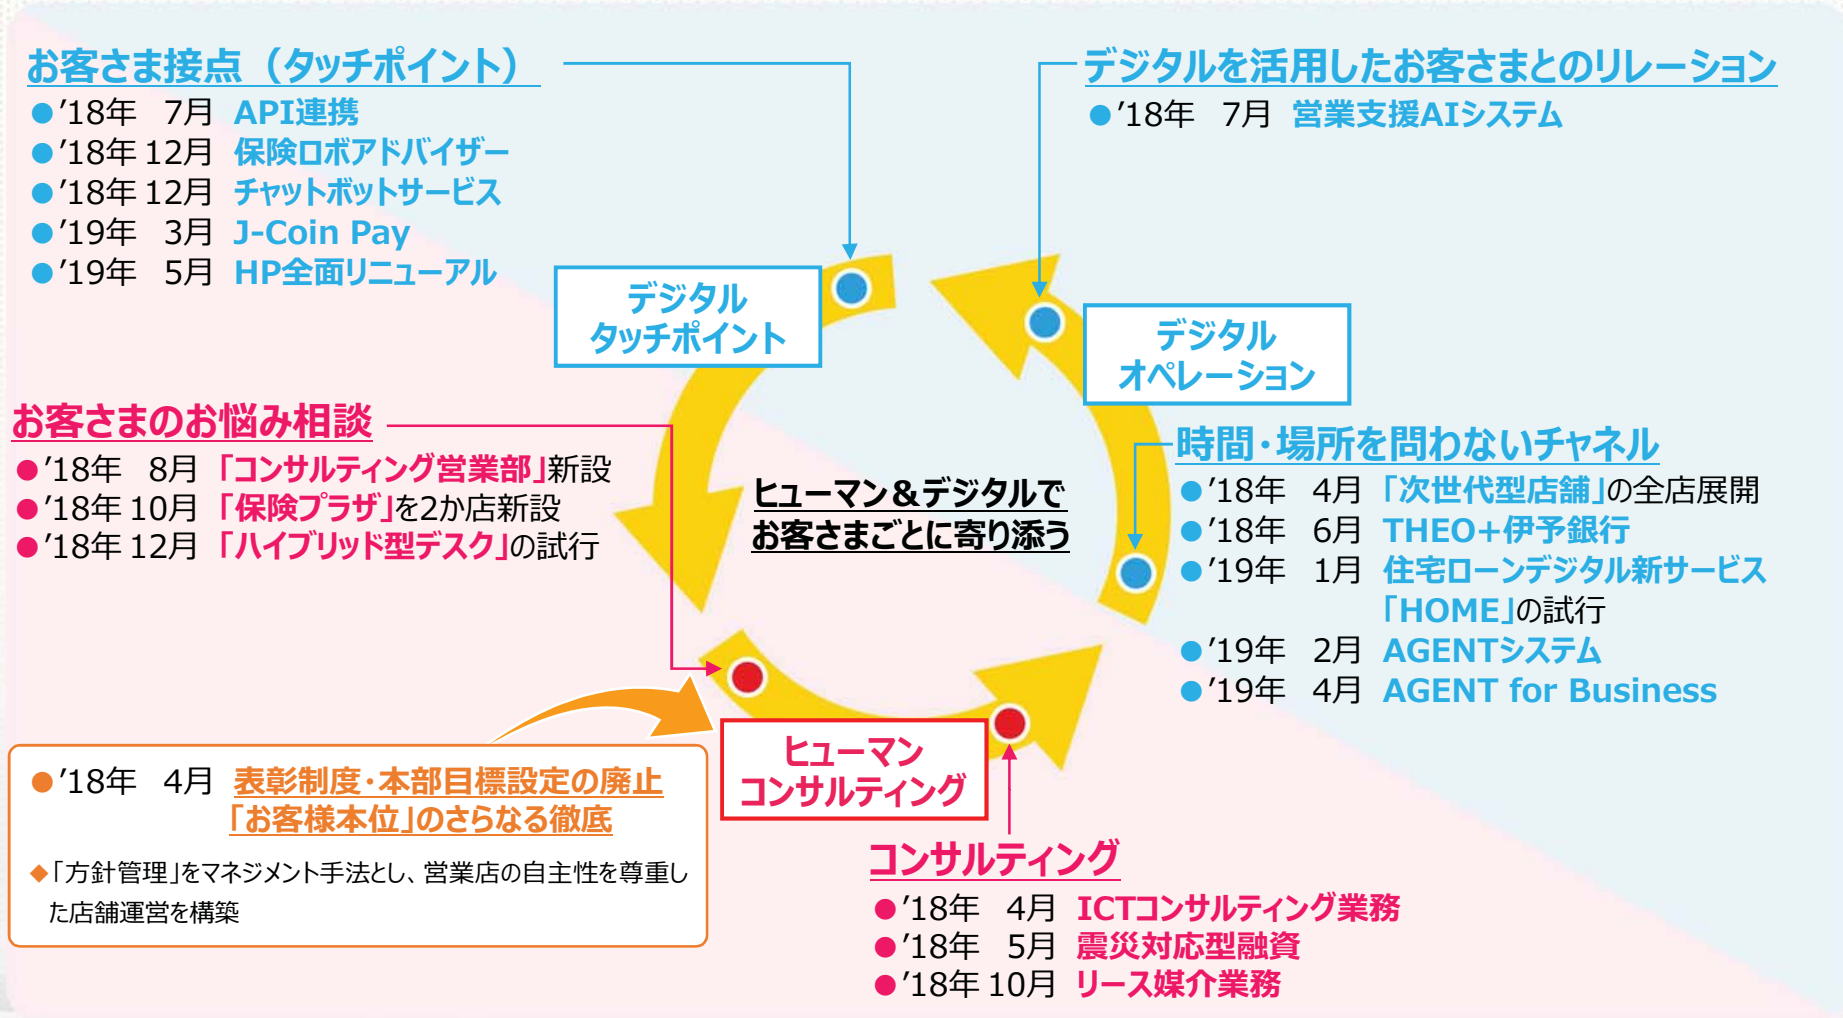 お客さま接点（タッチポイント）
●’18年 7月 API連携
●’18年 12月 保険ロボアドバイザー
●’18年 12月 チャットボットサービス
●’19年 3月 J-Coin Pay
●’19年 5月 HP全面リニューアル
デジタルを活用したお客さまとのリレーション
●’18年 7月 営業支援AIシステム
デジタル
タッチポイント
デジタル
オペレーション
お客さまのお悩み相談
●’18年 8月 「コンサルティング営業部」新設
●’18年 10月 「保険プラザ」を2か店新設
●’18年 12月 「ハイブリッド型デスク」の試行
ヒューマン＆デジタルで
お客さまごとに寄り添う
時間・場所を問わないチャネル
●’18年 4月 「次世代型店舗」の全店展開
●’18年 6月 THEO+伊予銀行
●’19年 1月 住宅ローンデジタル新サービス
「HOME」の試行
●’19年 2月 AGENTシステム
●’19年 4月 AGENT for Business
●’18年 4月 表彰制度・本部目標設定の廃止
「お客様本位」のさらなる徹底
◆「方針管理」をマネジメント手法とし、営業店の自主性を尊重し
た店舗運営を構築
ヒューマン
コンサルティング
コンサルティング
●’18年 4月 ICTコンサルティング業務
●’18年 5月 震災対応型融資
●’18年 10月 リース媒介業務